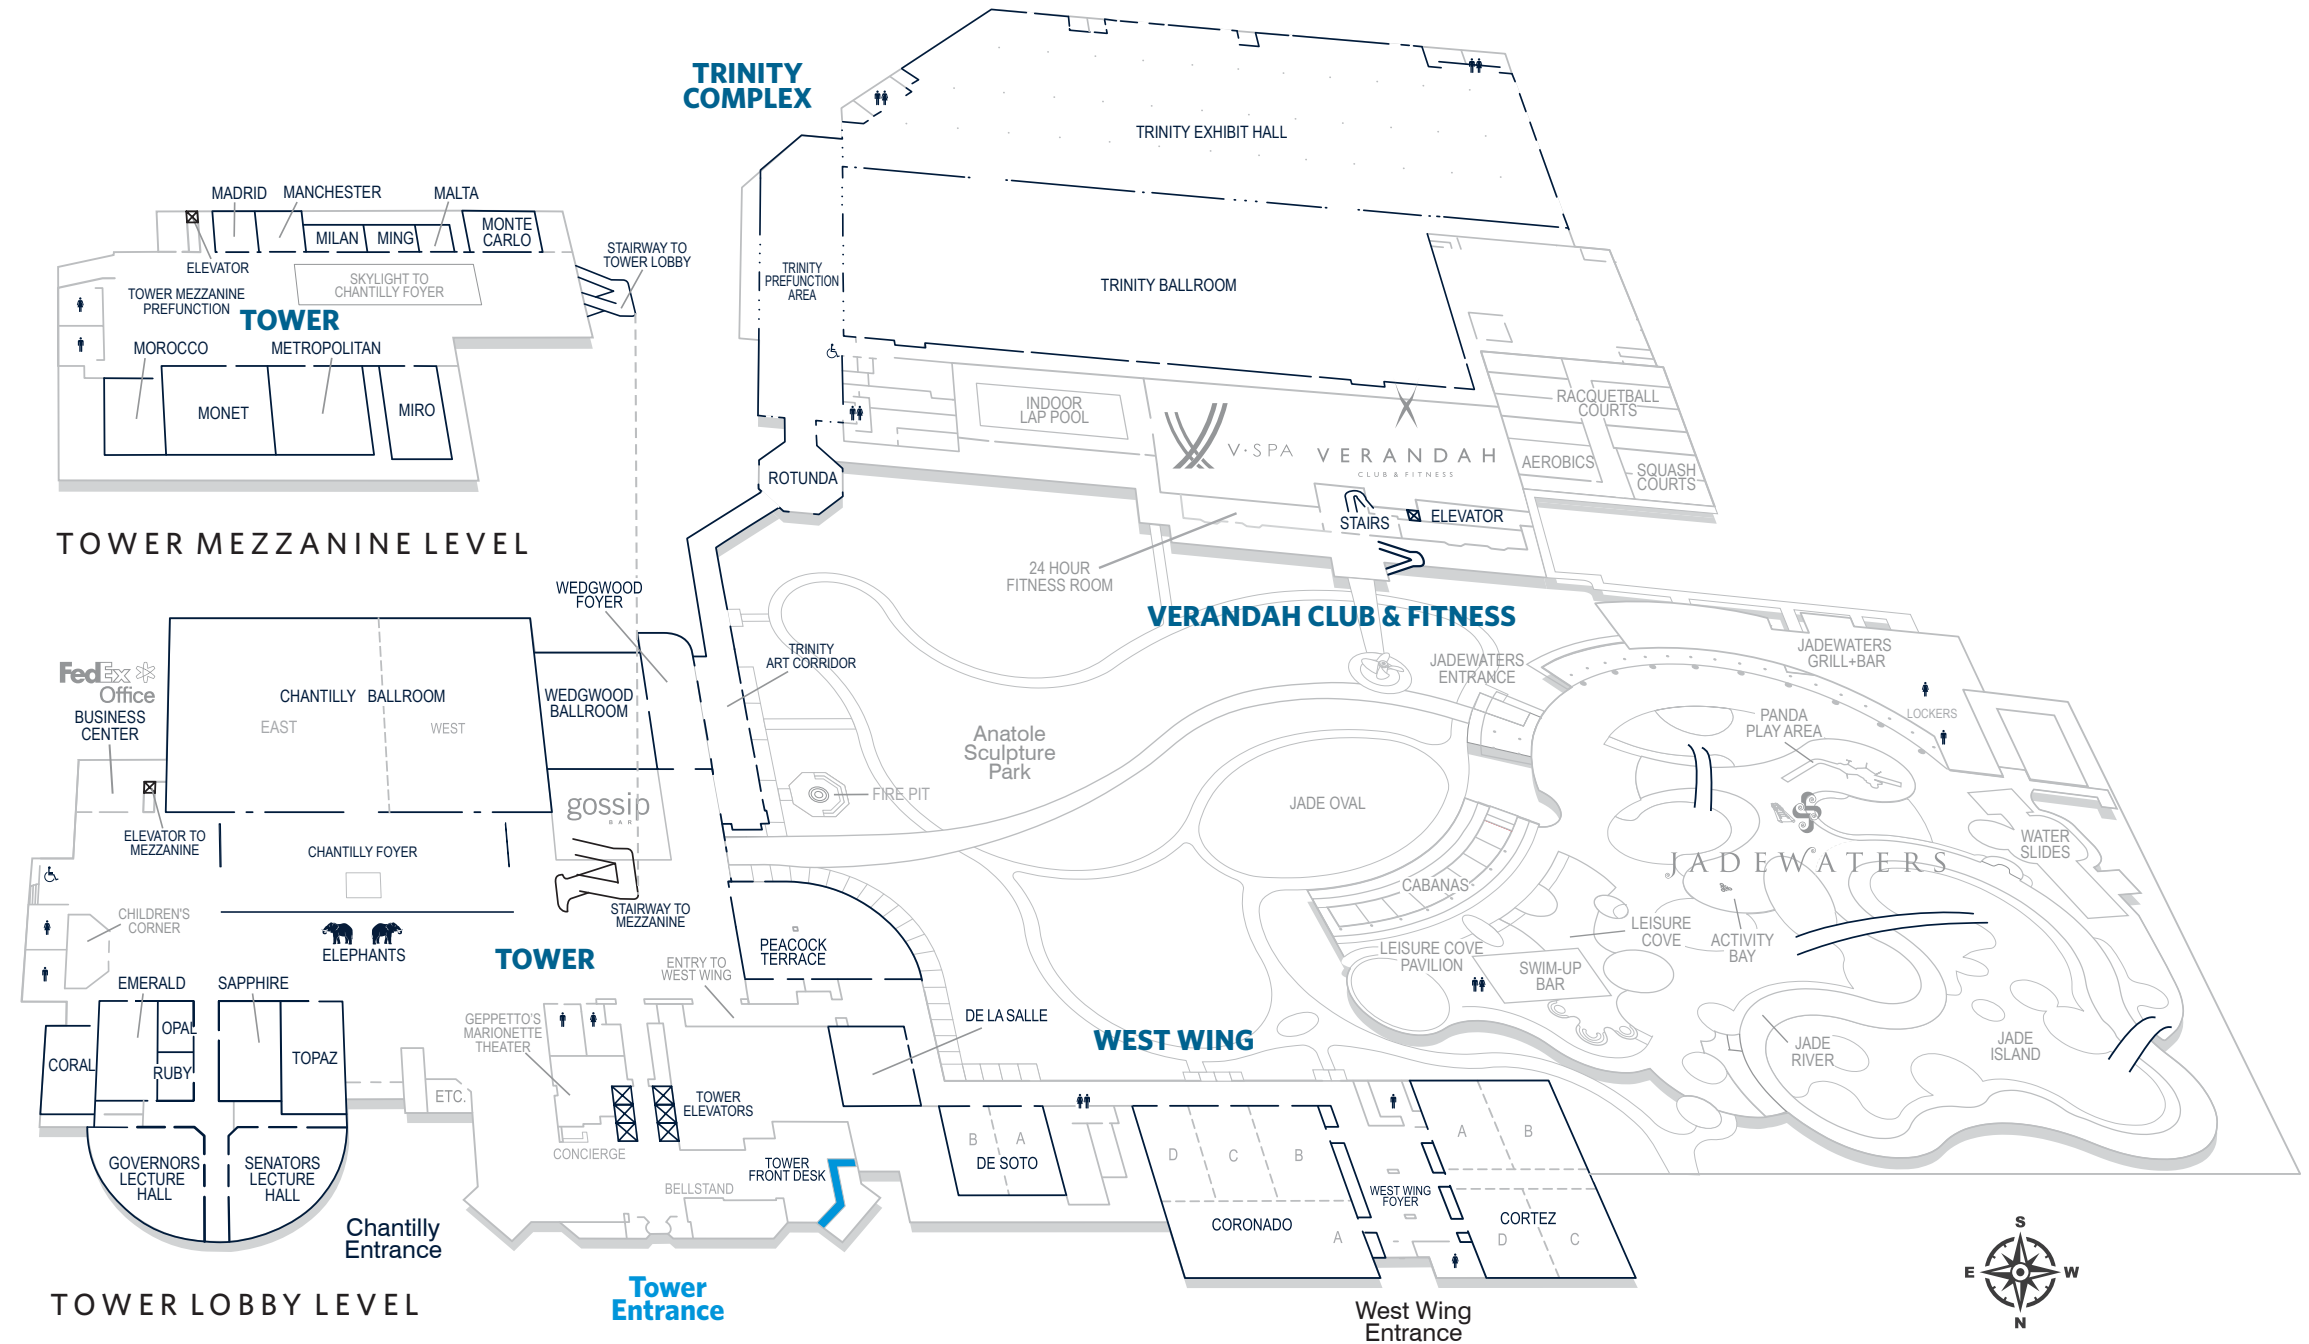 TRINITY
COMPLEX
TRINITY EXHIBIT HALL
TRINITY
PREFUNCTION
AREA
TRINITY BALLROOM
MADRID
MANCHESTER
MALTA
MILAN
MING
MONTE
CARLO
ELEVATOR
STAIRWAY TO
TOWER LOBBY
SKYLIGHT TO
CHANTILLY FOYER
TOWER MEZZANINE
PREFUNCTION
TOWER
MOROCCO
METROPOLITAN
MONET
MIRO
TOWER MEZZANINE LEVEL
INDOOR
LAP POOL
V·SPA
VERANDAH
CLUB & FITNESS
RACQUETBALL
COURTS
AEROBICS
SQUASH
COURTS
ROTUNDA
STAIRS
ELEVATOR
24 HOUR
FITNESS ROOM
VERANDAH CLUB & FITNESS
WEDGWOOD
FOYER
TRINITY
ART CORRIDOR
FedEx
Office
BUSINESS
CENTER
CHANTILLY BALLROOM
EAST
WEST
WEDGWOOD
BALLROOM
gossip
BAR
Anatole
Sculpture
Park
FIRE PIT
JADEWATERS
ENTRANCE
JADEWATERS
GRILL+BAR
LOCKERS
PANDA
PLAY AREA
JADE OVAL
WATER
SLIDES
JADEWATERS
CABANAS
LEISURE
COVE
ACTIVITY
BAY
LEISURE COVE
PAVILION
SWIM-UP
BAR
JADE
RIVER
JADE
ISLAND
ELEVATOR TO
MEZZANINE
CHANTILLY FOYER
CHILDREN'S
CORNER
ELEPHANTS
STAIRWAY TO
MEZZANINE
TOWER
ENTRY TO
WEST WING
PEACOCK
TERRACE
EMERALD
SAPPHIRE
OPAL
CORAL
RUBY
TOPAZ
ETC.
GEPPETTO'S
MARIONETTE
THEATER
DE LA SALLE
WEST WING
TOWER
ELEVATORS
CONCIERGE
GOVERNORS
LECTURE
HALL
SENATORS
LECTURE
HALL
TOWER
FRONT DESK
BELLSTAND
B
A
DE SOTO
D
C
B
A
CORONADO
WEST WING
FOYER
A
B
CORTEZ
D
C
Chantilly
Entrance
Tower
Entrance
West Wing
Entrance
TOWER LOBBY LEVEL
S
E
W
N